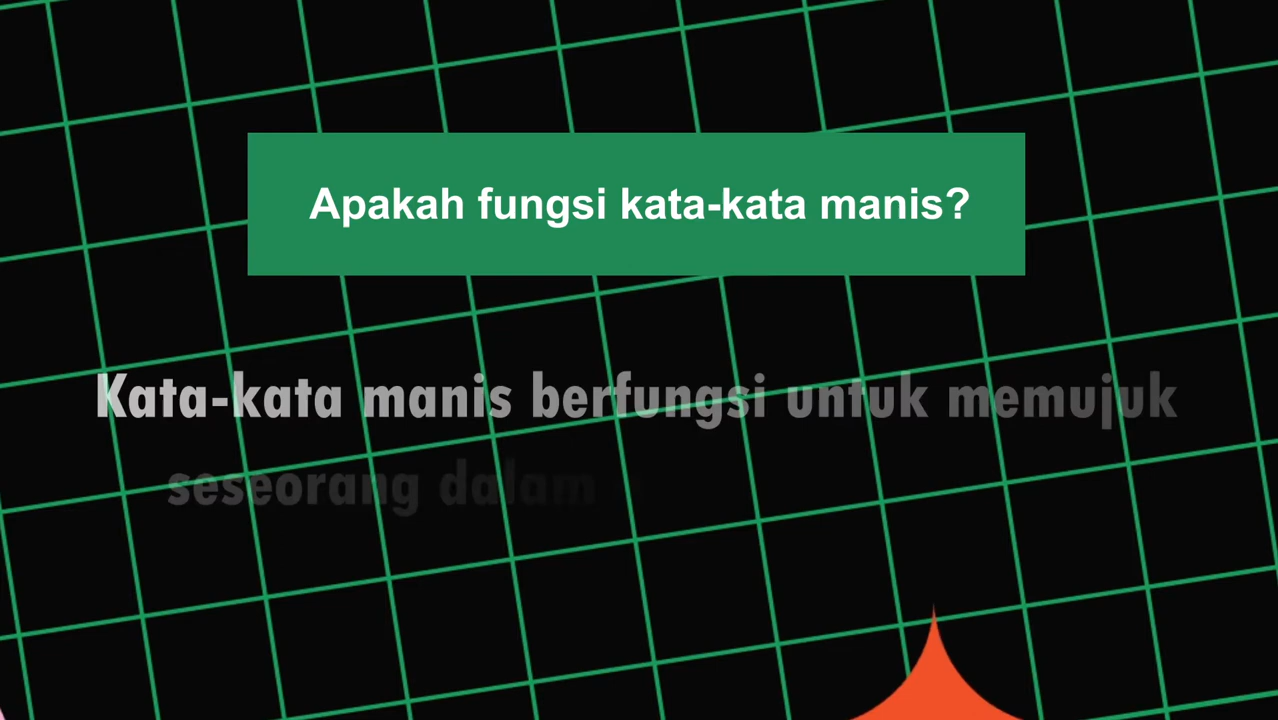 Apakah fungsi kata-kata manis?
Kata-kata manis berfungsi untuk memujuk
seseorang dalam